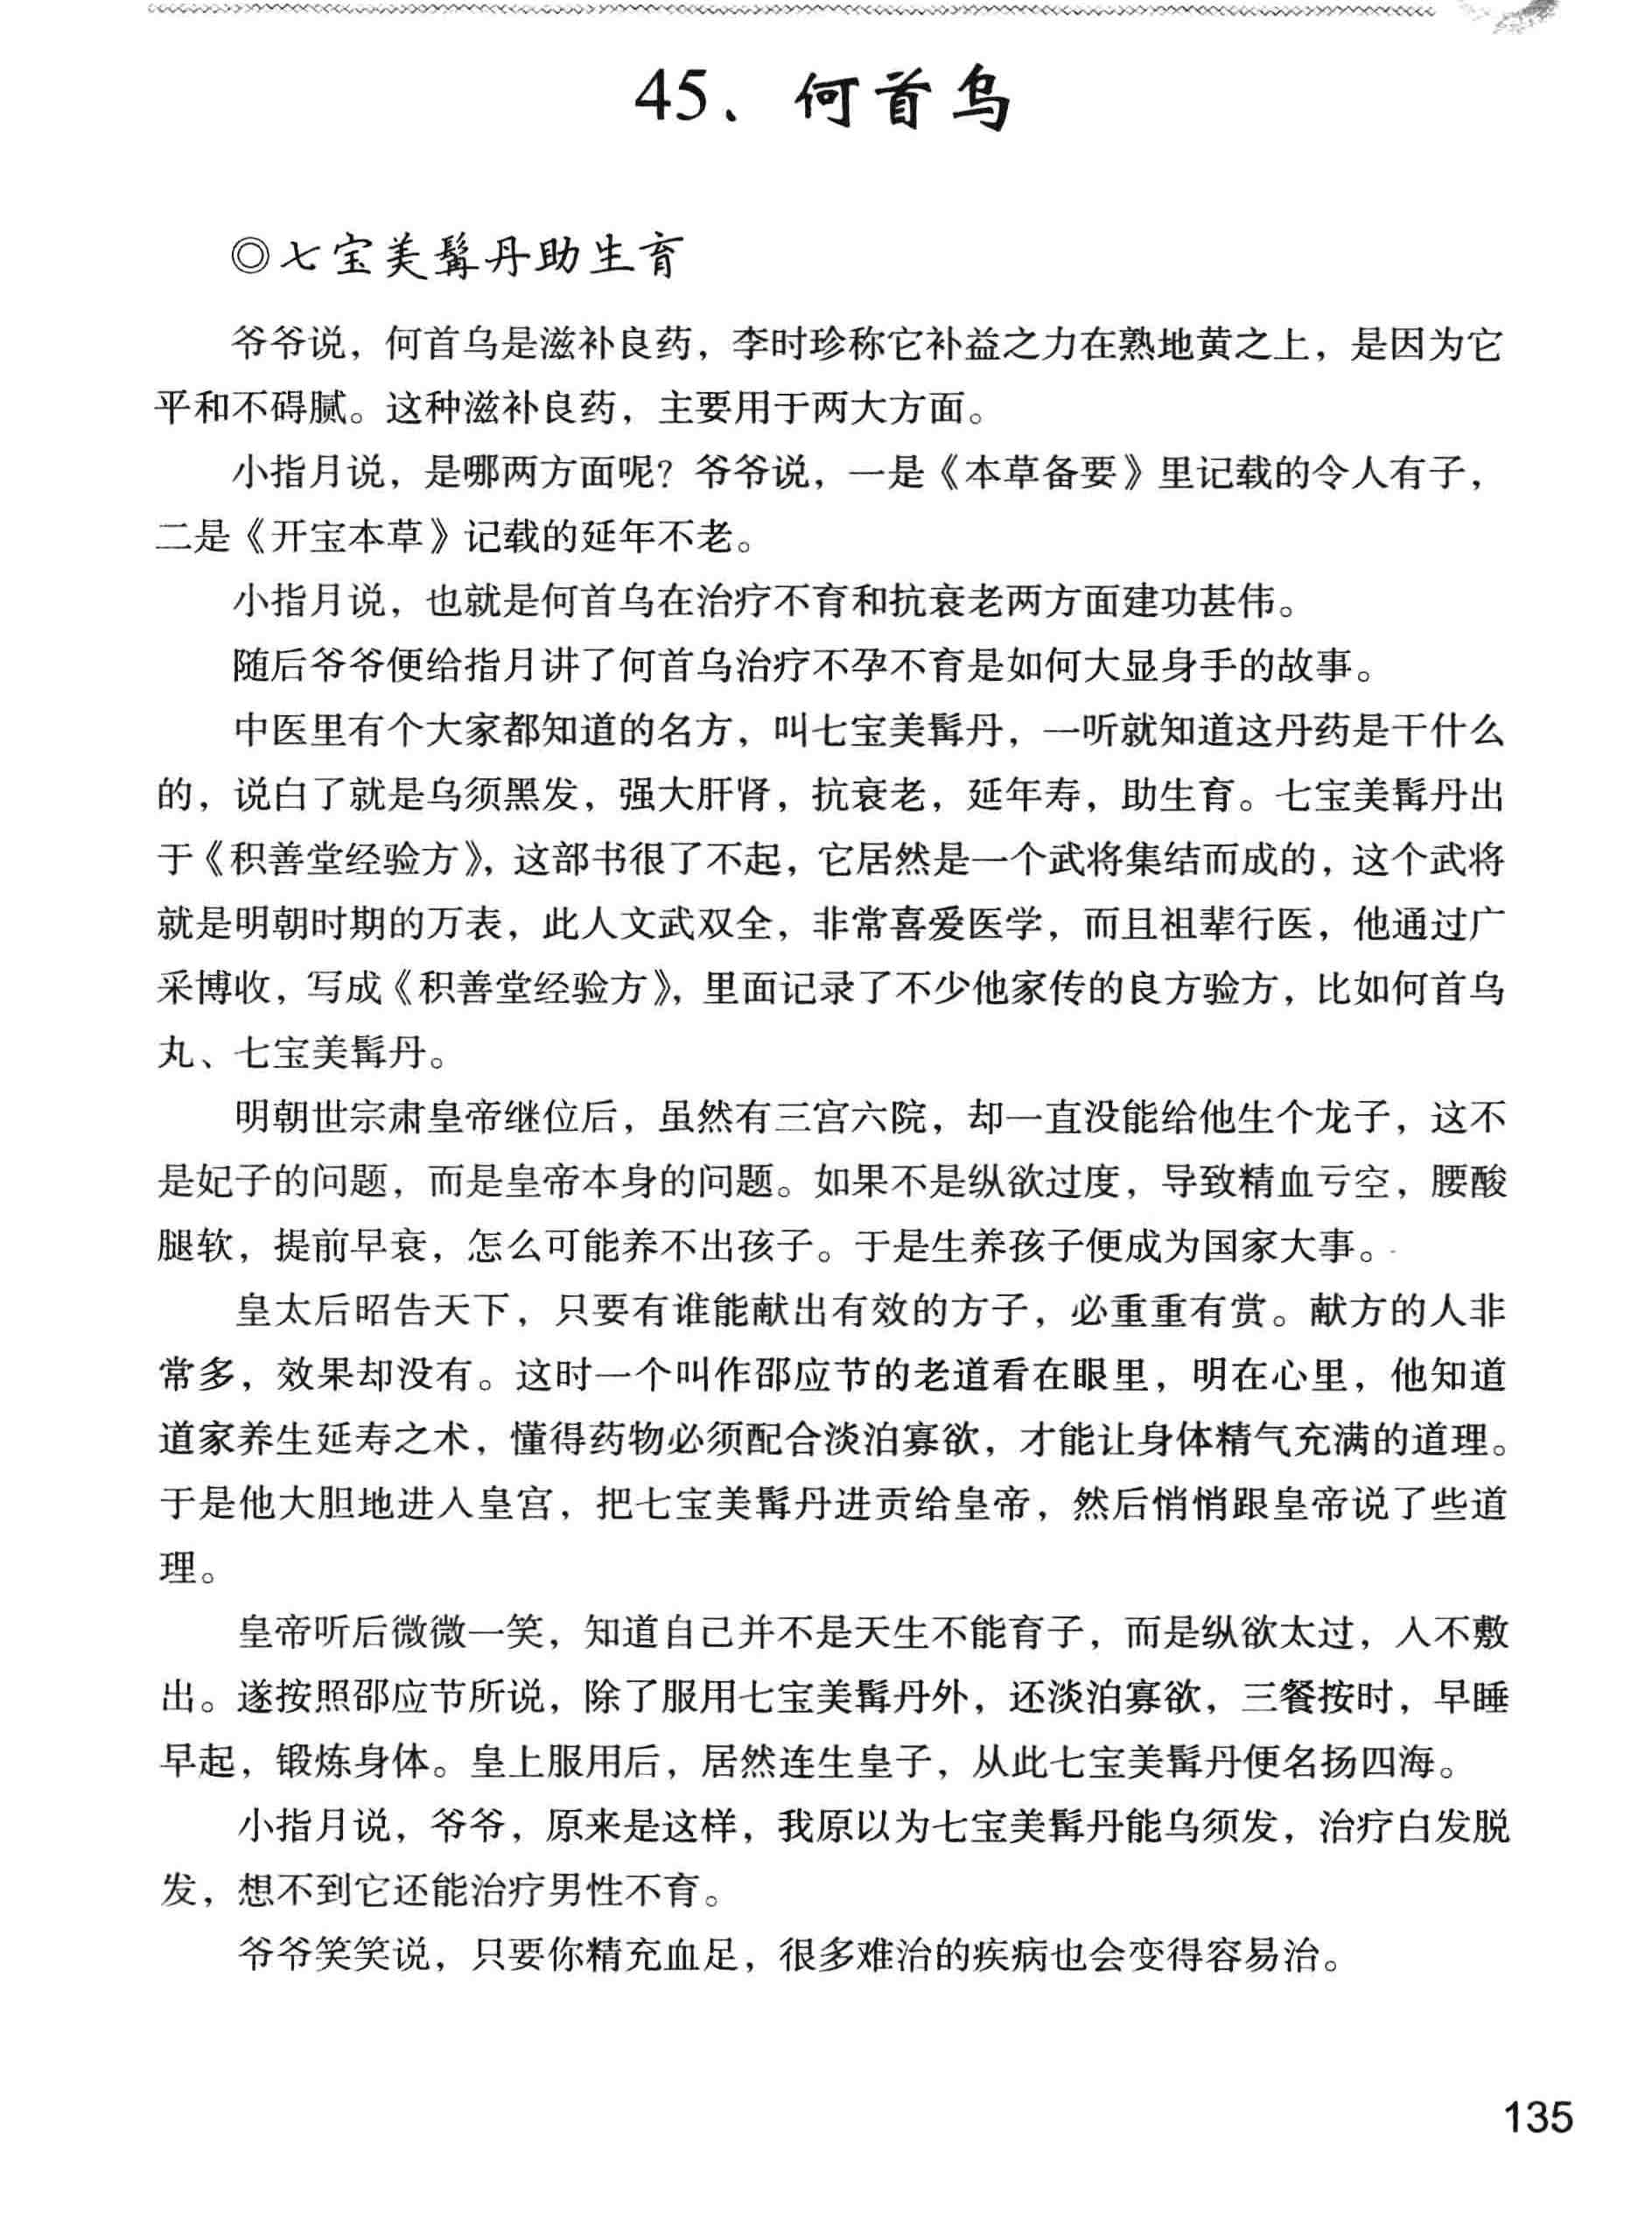 45、何首乌
◎七宝美髯丹助生育
爷爷说，何首乌是滋补良药，李时珍称它补益之力在熟地黄之上，是因为它
平和不碍腻。这种滋补良药，主要用于两大方面。
小指月说，是哪两方面呢？爷爷说，一是《本草备要》里记载的令人有子，
二是《开宝本草》记载的延年不老。
小指月说，也就是何首乌在治疗不育和抗衰老两方面建功甚伟。
随后爷爷便给指月讲了何首乌治疗不孕不育是如何大显身手的故事。
中医里有个大家都知道的名方，叫七宝美髯丹，一听就知道这丹药是干什么
的，说白了就是乌须黑发，强大肝肾，抗衰老，延年寿，助生育。七宝美髯丹出
于《积善堂经验方》，这部书很了不起，它居然是一个武将集结而成的，这个武将
就是明朝时期的万表，此人文武双全，非常喜爱医学，而且祖辈行医，他通过广
采博收，写成《积善堂经验方》，里面记录了不少他家传的良方验方，比如何首乌
丸、七宝美髯丹。
明朝世宗肃皇帝继位后，虽然有三宫六院，却一直没能给他生个龙子，这不
是妃子的问题，而是皇帝本身的问题。如果不是纵欲过度，导致精血亏空，腰酸
腿软，提前早衰，怎么可能养不出孩子。于是生养孩子便成为国家大事。
皇太后昭告天下，只要有谁能献出有效的方子，必重重有赏。献方的人非
常多，效果却没有。这时一个叫作邵应节的老道看在眼里，明在心里，他知道
道家养生延寿之术，懂得药物必须配合淡泊寡欲，才能让身体精气充满的道理。
于是他大胆地进入皇宫，把七宝美髯丹进贡给皇帝，然后悄悄跟皇帝说了些道
理。
皇帝听后微微一笑，知道自己并不是天生不能育子，而是纵欲太过，入不敷
出。遂按照邵应节所说，除了服用七宝美髯丹外，还淡泊寡欲，三餐按时，早睡
早起，锻炼身体。皇上服用后，居然连生皇子，从此七宝美髯丹便名扬四海。
小指月说，爷爷，原来是这样，我原以为七宝美髯丹能乌须发，治疗白发脱
发，想不到它还能治疗男性不育。
爷爷笑笑说，只要你精充血足，很多难治的疾病也会变得容易治。
135